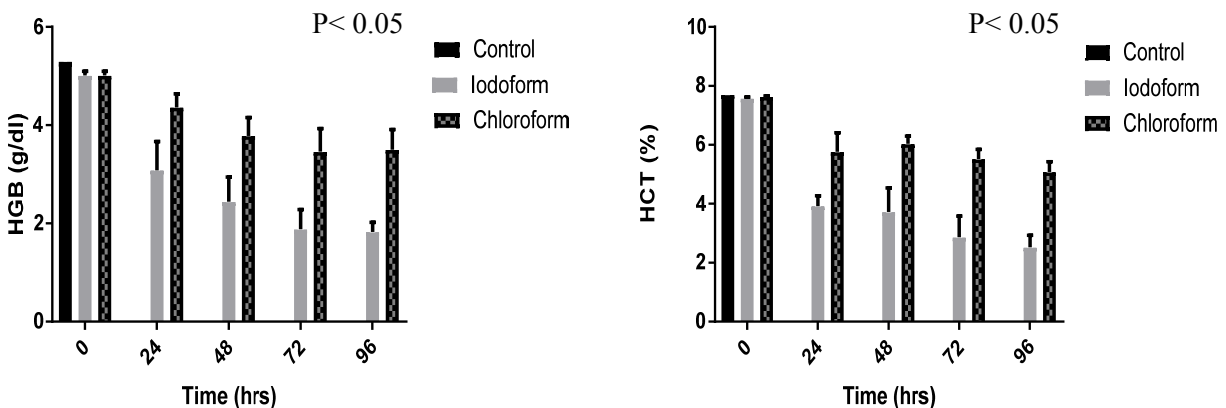 P< 0.05
Control
Iodoform
Chloroform
HGB (g/dl)
6
4
2
0
0 24 48 72 96
Time (hrs)
P< 0.05
Control
Iodoform
Chloroform
HCT (%)
10
8
6
4
2
0
0 24 48 72 96
Time (hrs)